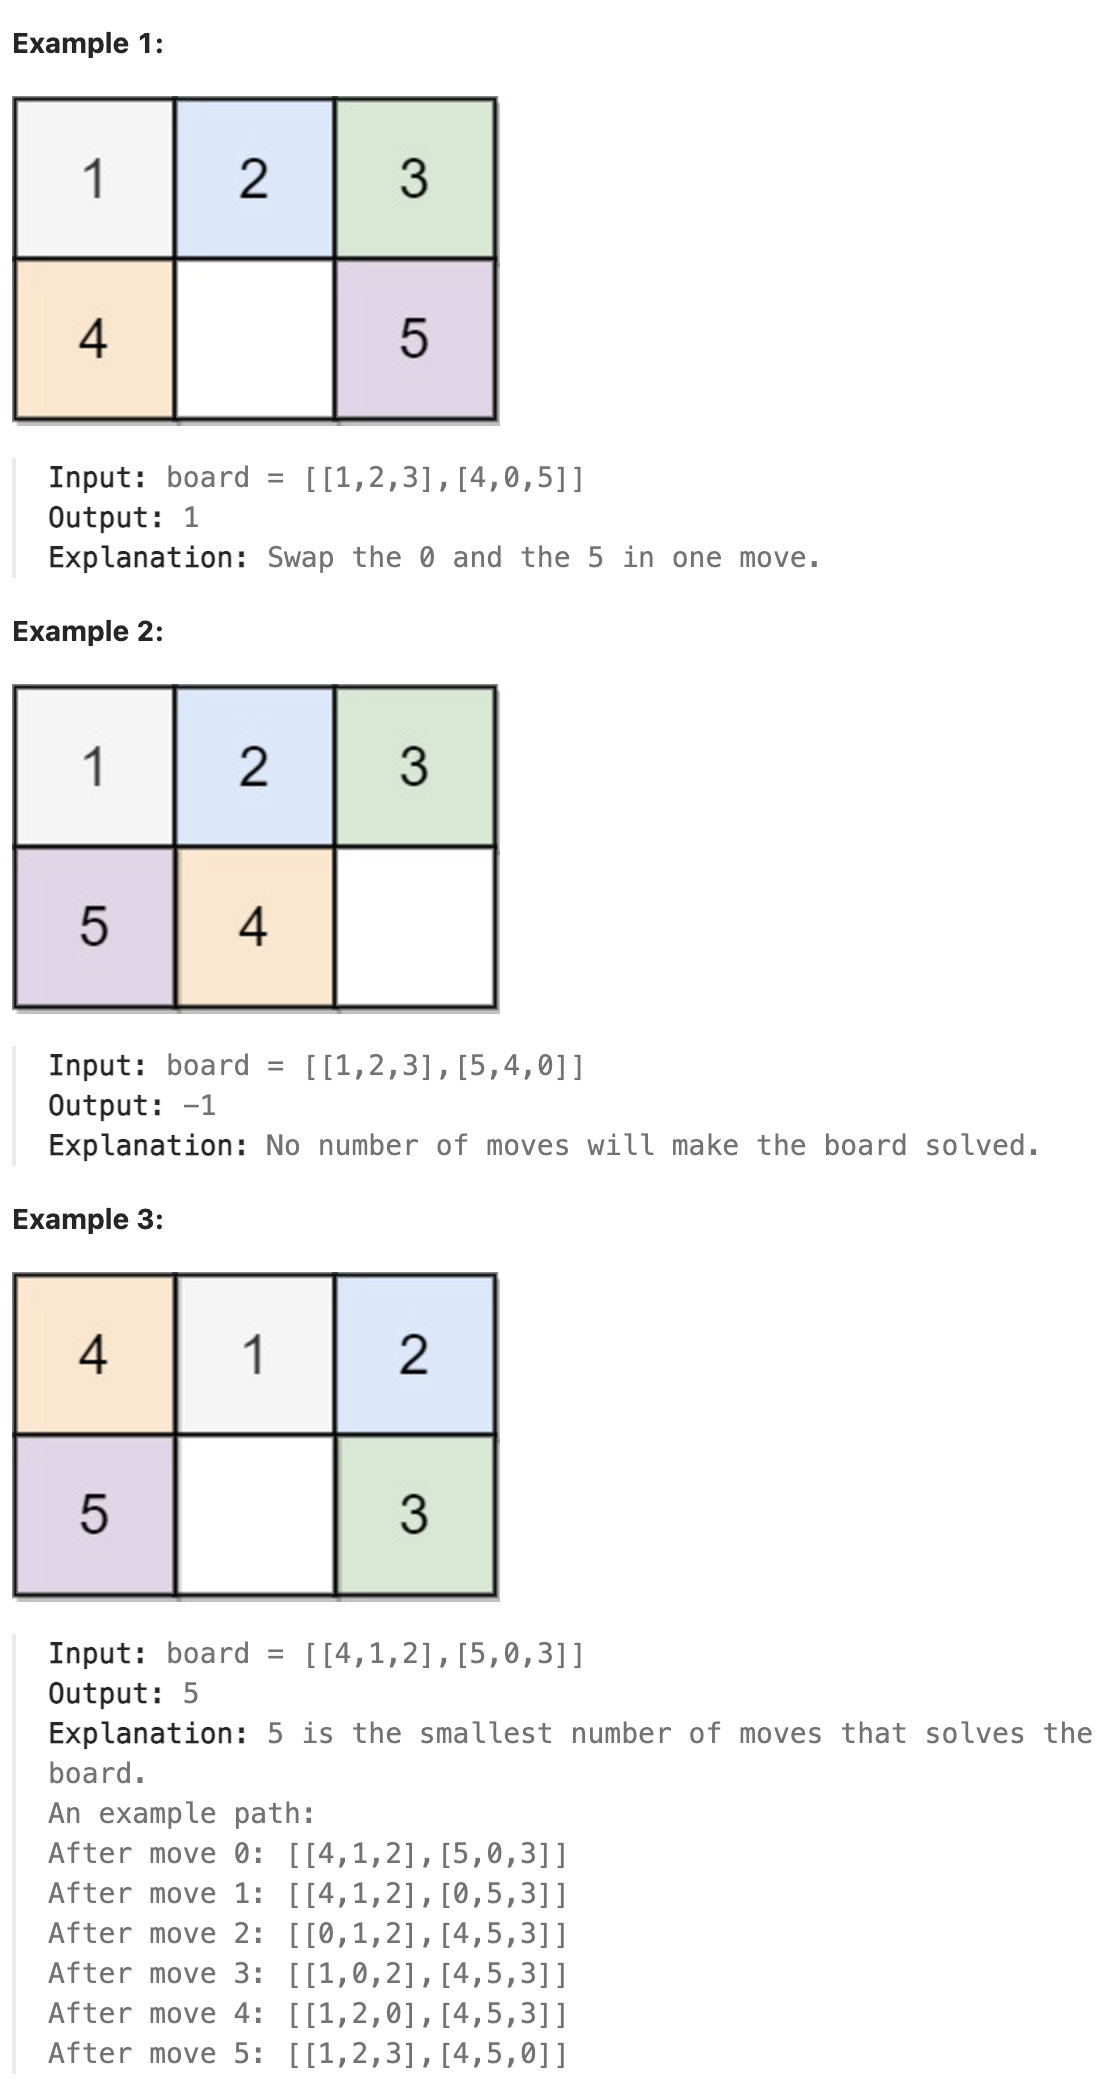 Example 1:
1 2 3
4 5
Input: board = [[1,2,3],[4,0,5]]
Output: 1
Explanation: Swap the 0 and the 5 in one move.
Example 2:
1 2 3
5 4
Input: board = [[1,2,3],[5,4,0]]
Output: −1
Explanation: No number of moves will make the board solved.
Example 3:
4 1 2
5 3
Input: board = [[4,1,2],[5,0,3]]
Output: 5
Explanation: 5 is the smallest number of moves that solves the
board.
An example path:
After move 0: [[4,1,2],[5,0,3]]
After move 1: [[4,1,2],[0,5,3]]
After move 2: [[0,1,2],[4,5,3]]
After move 3: [[1,0,2],[4,5,3]]
After move 4: [[1,2,0],[4,5,3]]
After move 5: [[1,2,3],[4,5,0]]